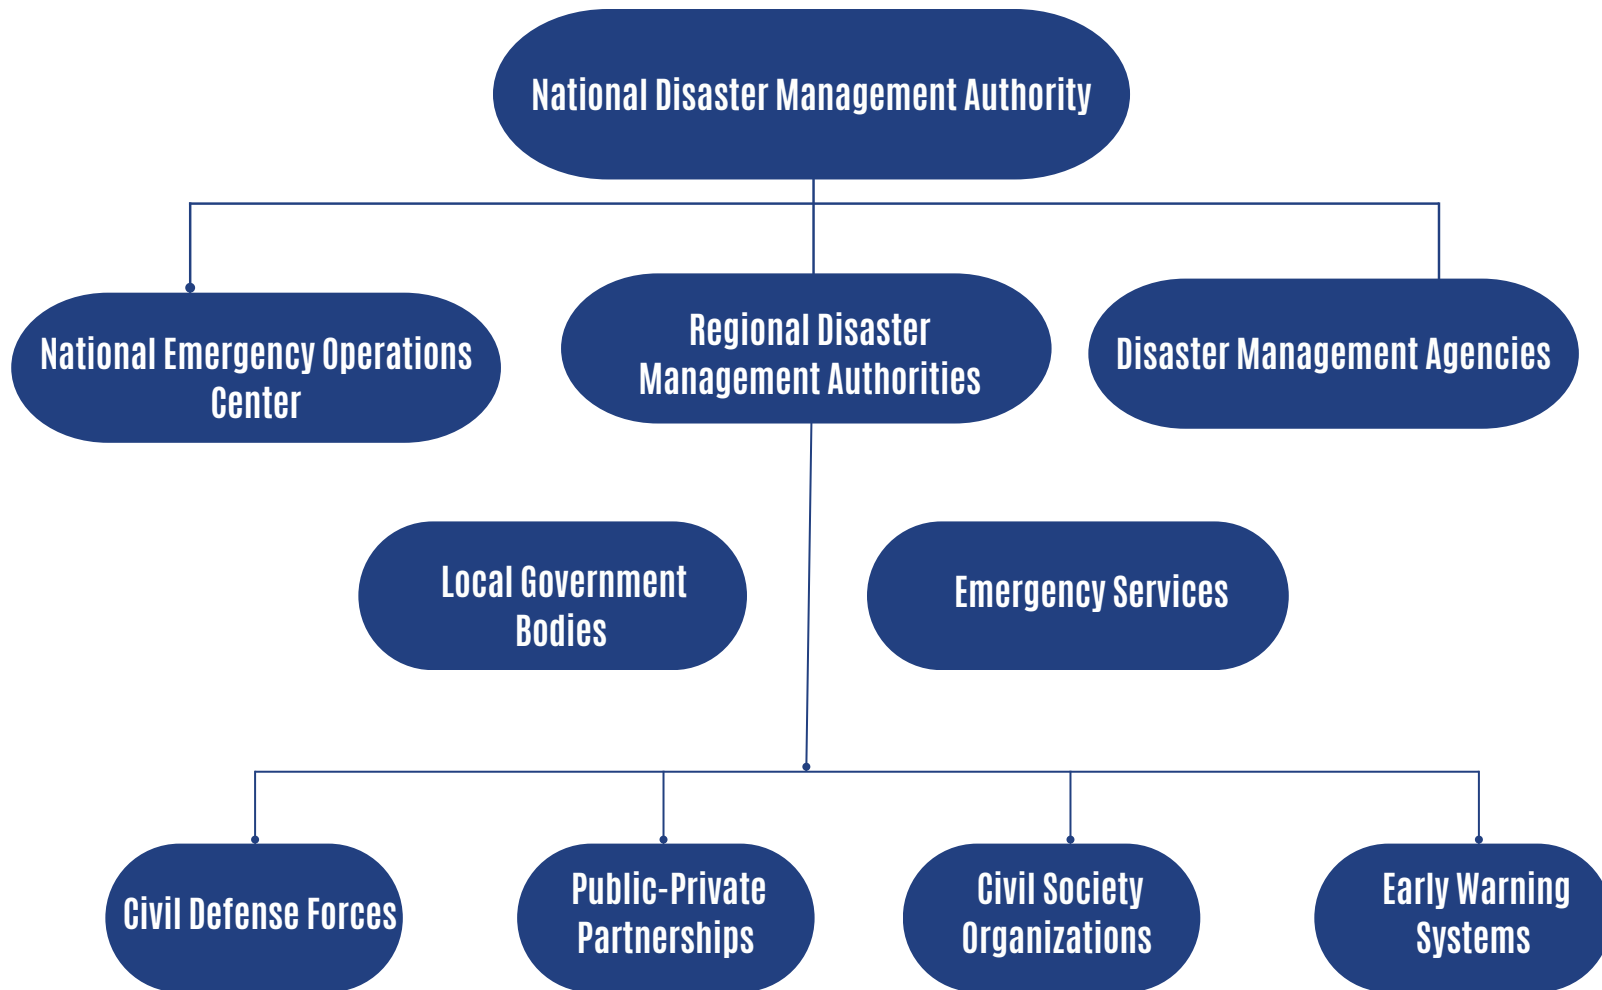 National Disaster Management Authority
National Emergency Operations
Center
Regional Disaster
Management Authorities
Disaster Management Agencies
Local Government
Bodies
Emergency Services
Civil Defense Forces
Public-Private
Partnerships
Civil Society
Organizations
Early Warning
Systems